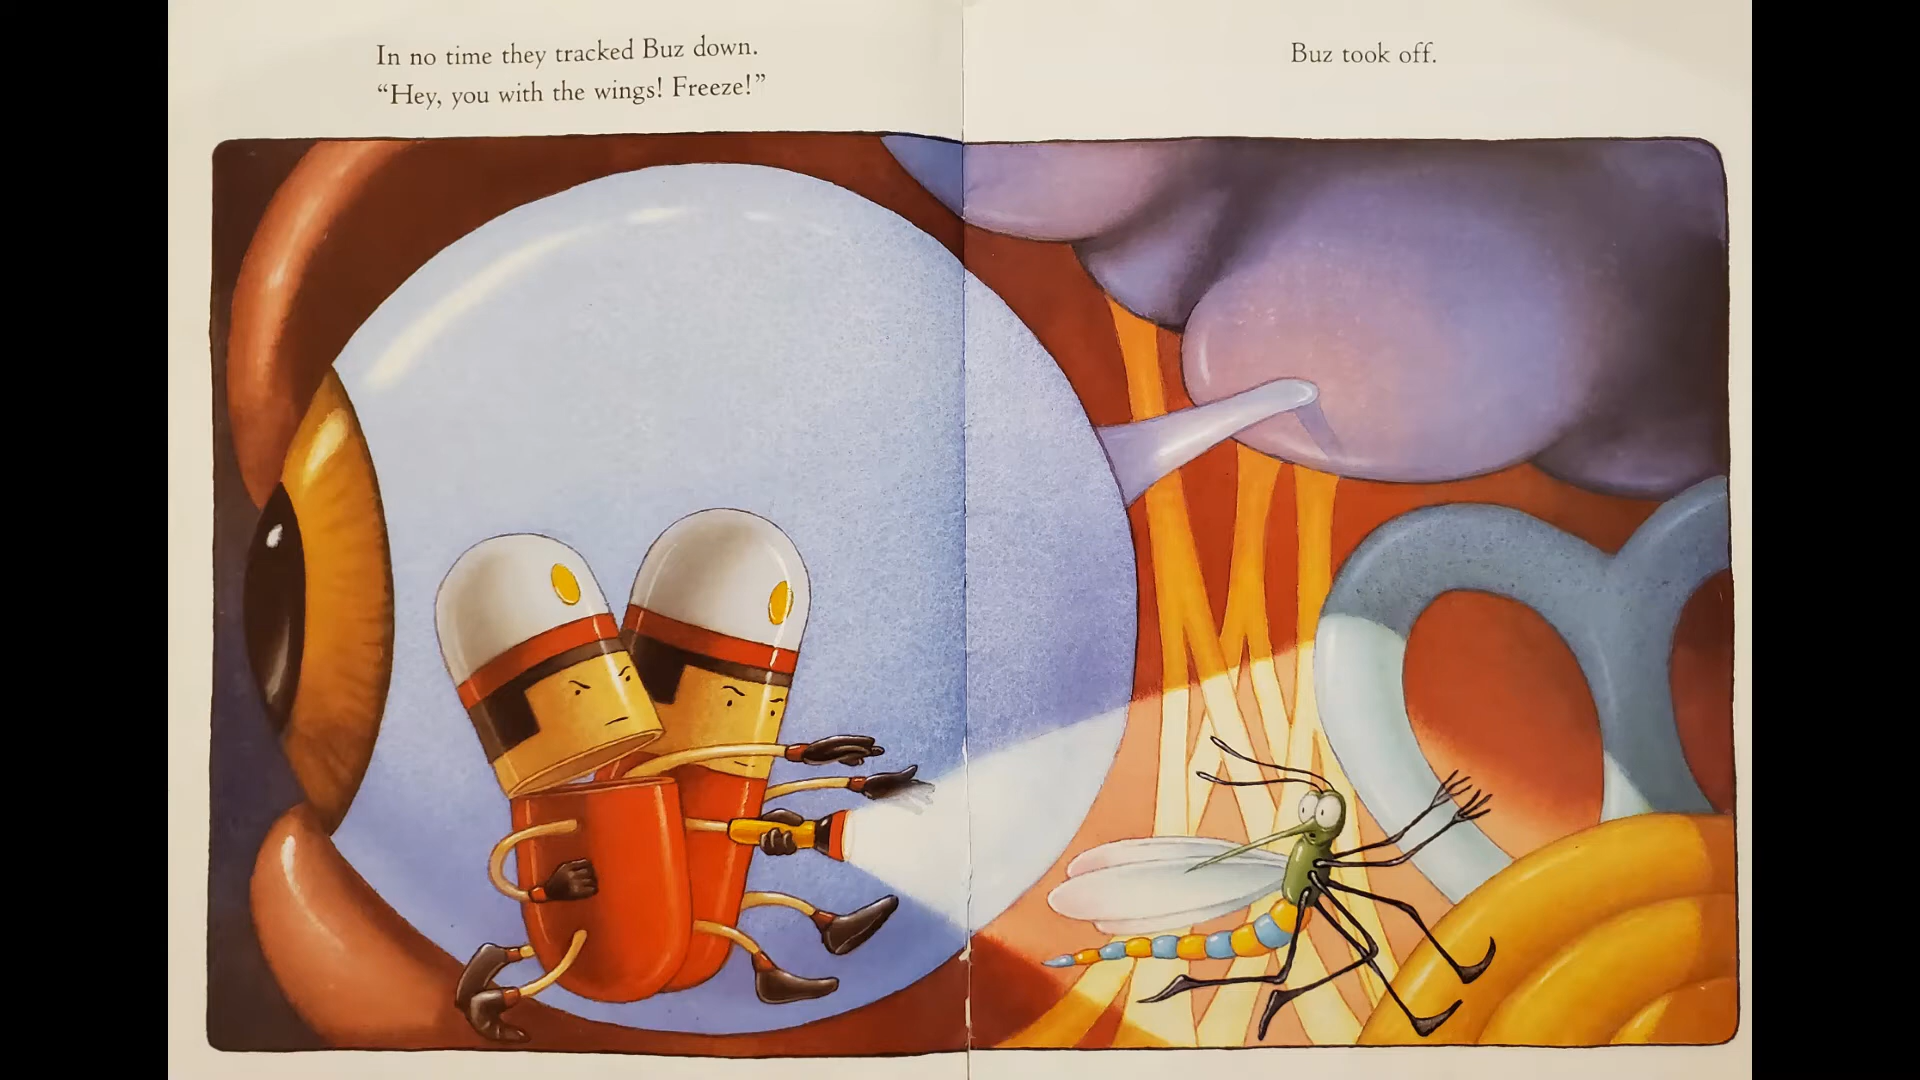 In no time they tracked Buz down.
“Hey, you with the wings! Freeze!”
Buz took off.